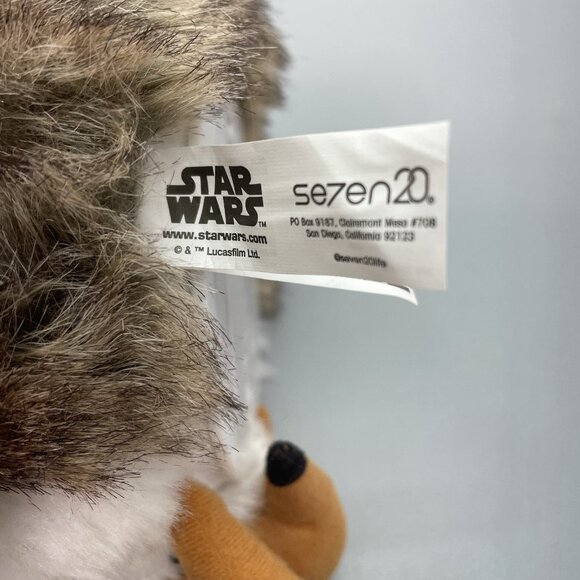 STAR
WARS™
www.starwars.com
© & ™ Lucasfilm Ltd.
se7en20®
PO Box 9187, Clairemont Mesa #708
San Diego, California 92123
@seven20life